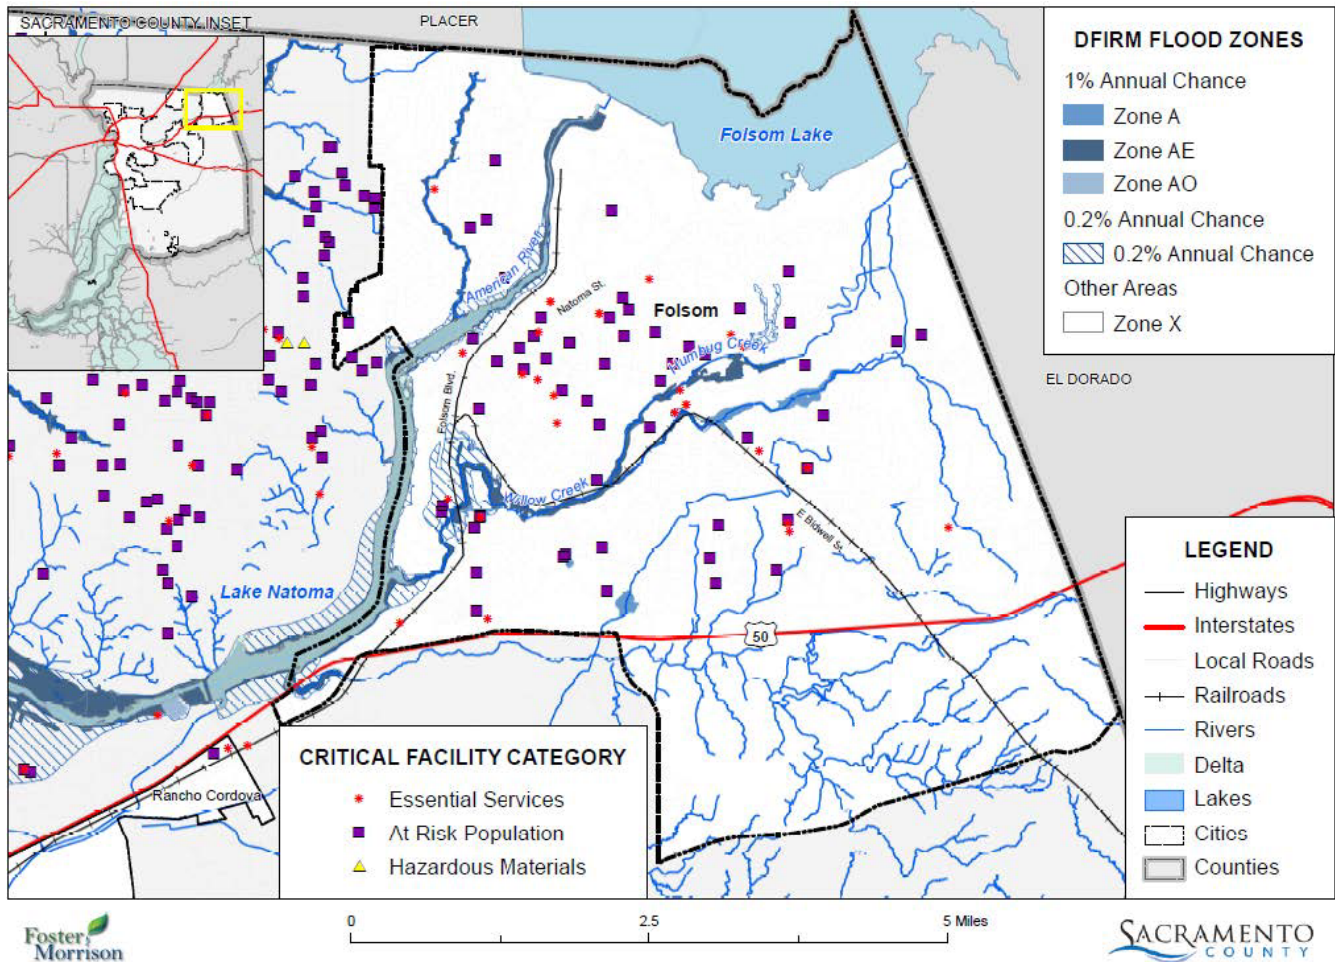 SACRAMENTO COUNTY INSET
PLACER
DFIRM FLOOD ZONES
1% Annual Chance
Zone A
Zone AE
Zone AO
0.2% Annual Chance
0.2% Annual Chance
Other Areas
Zone X
Folsom Lake
American River
Natoma St.
Folsom
Humbug Creek
EL DORADO
Folsom Blvd.
Willow Creek
E Bidwell St.
Lake Natoma
50
Rancho Cordova
LEGEND
Highways
Interstates
Local Roads
Railroads
Rivers
Delta
Lakes
Cities
Counties
CRITICAL FACILITY CATEGORY
Essential Services
At Risk Population
Hazardous Materials
0
2.5
5 Miles
Foster
Morrison
SACRAMENTO
COUNTY